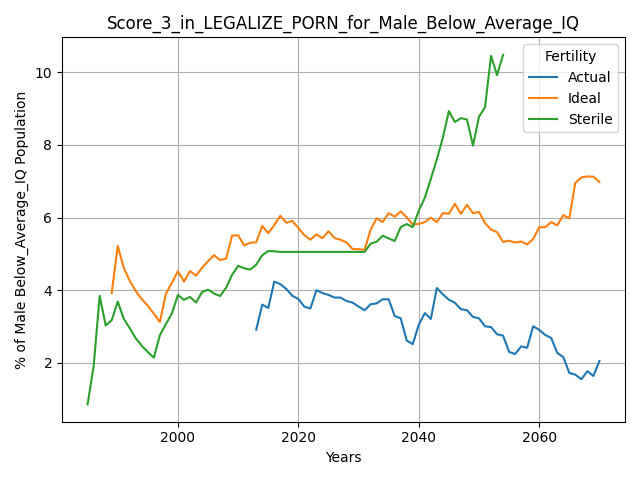 Score_3_in_LEGALIZE_PORN_for_Male_Below_Average_IQ
% of Male Below_Average_IQ Population
10
8
6
4
2
Fertility
Actual
Ideal
Sterile
2000
2020
2040
2060
Years